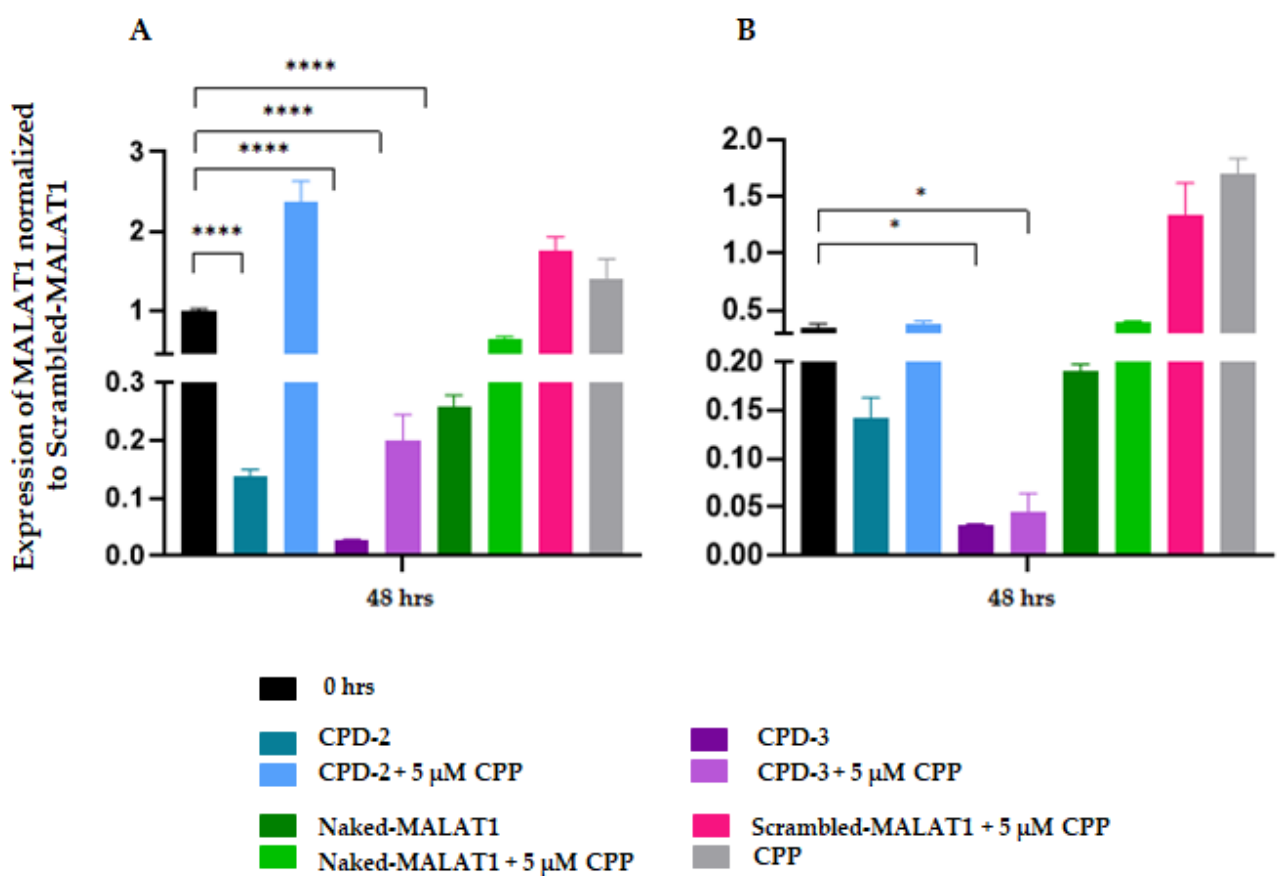 A
B
Expression of MALAT1 normalized
to Scrambled-MALAT1
****
****
****
****
3
2
1
0.3
0.2
0.1
0.0
48 hrs
*
*
2.0
1.5
1.0
0.5
0.20
0.15
0.10
0.05
0.00
48 hrs
0 hrs
CPD-2
CPD-2 + 5 µM CPP
CPD-3
CPD-3 + 5 µM CPP
Naked-MALAT1
Naked-MALAT1 + 5 µM CPP
Scrambled-MALAT1 + 5 µM CPP
CPP